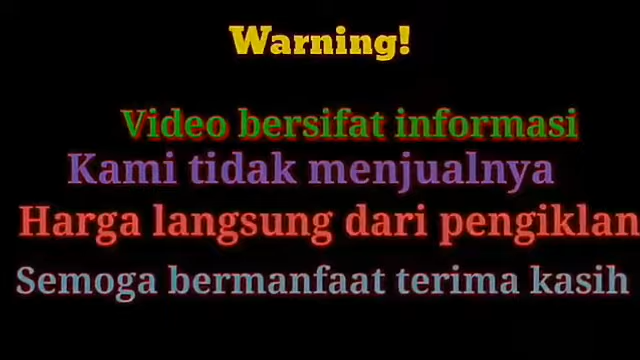 Warning!
Video bersifat informasi
Kami tidak menjualnya
Harga langsung dari pengiklan
Semoga bermanfaat terima kasih